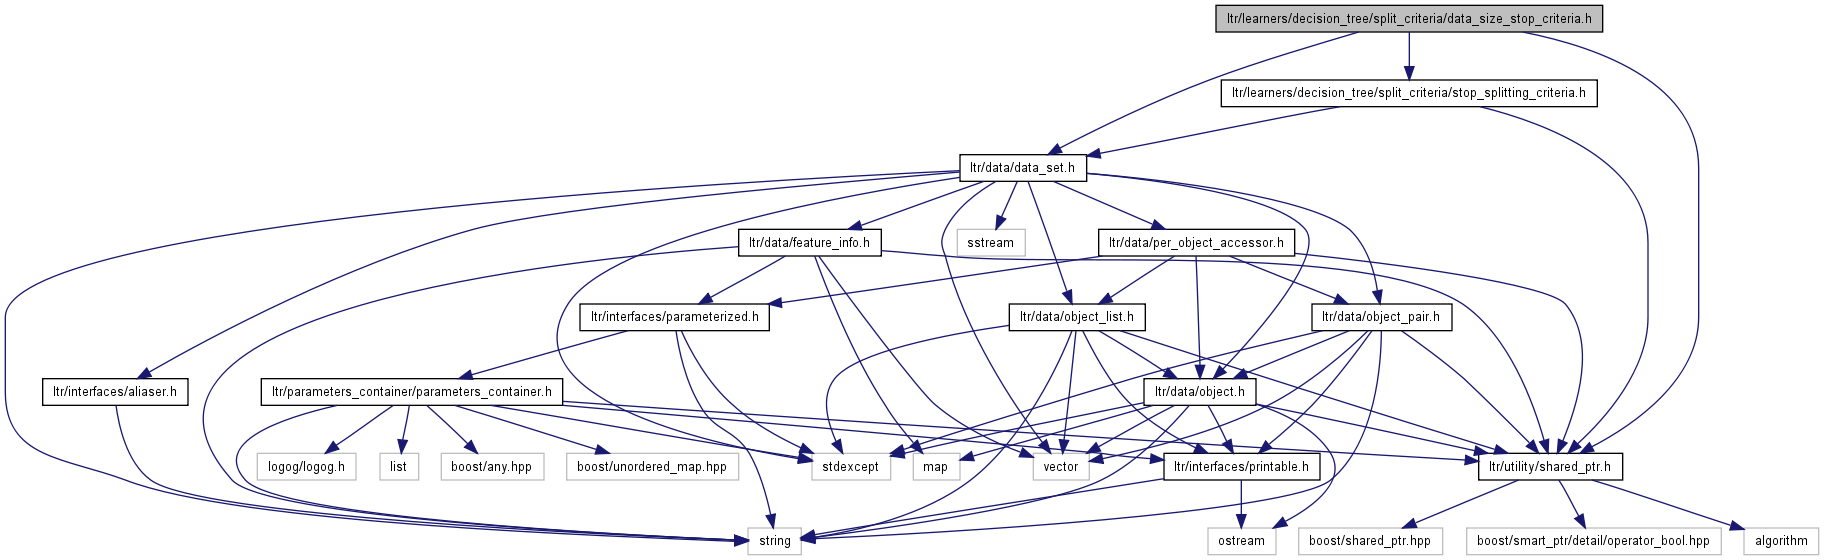 ltr/learners/decision_tree/split_criteria/data_size_stop_criteria.h
ltr/learners/decision_tree/split_criteria/stop_splitting_criteria.h
ltr/data/data_set.h
ltr/data/feature_info.h
sstream
ltr/data/per_object_accessor.h
ltr/interfaces/parameterized.h
ltr/data/object_list.h
ltr/data/object_pair.h
ltr/interfaces/aliaser.h
ltr/parameters_container/parameters_container.h
ltr/data/object.h
logog/logog.h
list
boost/any.hpp
boost/unordered_map.hpp
stdexcept
map
vector
ltr/interfaces/printable.h
ltr/utility/shared_ptr.h
string
ostream
boost/shared_ptr.hpp
boost/smart_ptr/detail/operator_bool.hpp
algorithm